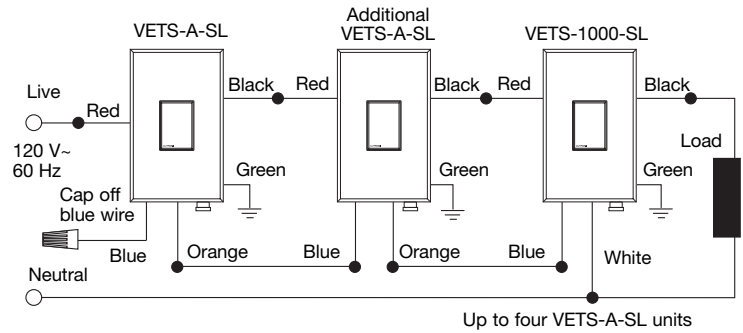 VETS-A-SL
Additional
VETS-A-SL
VETS-1000-SL
Live
Red
Black
Red
Black
Red
Black
Load
120 V~
60 Hz
Green
Green
Green
Cap off
blue wire
Blue
Orange
Blue
Orange
Blue
White
Neutral
Up to four VETS-A-SL units